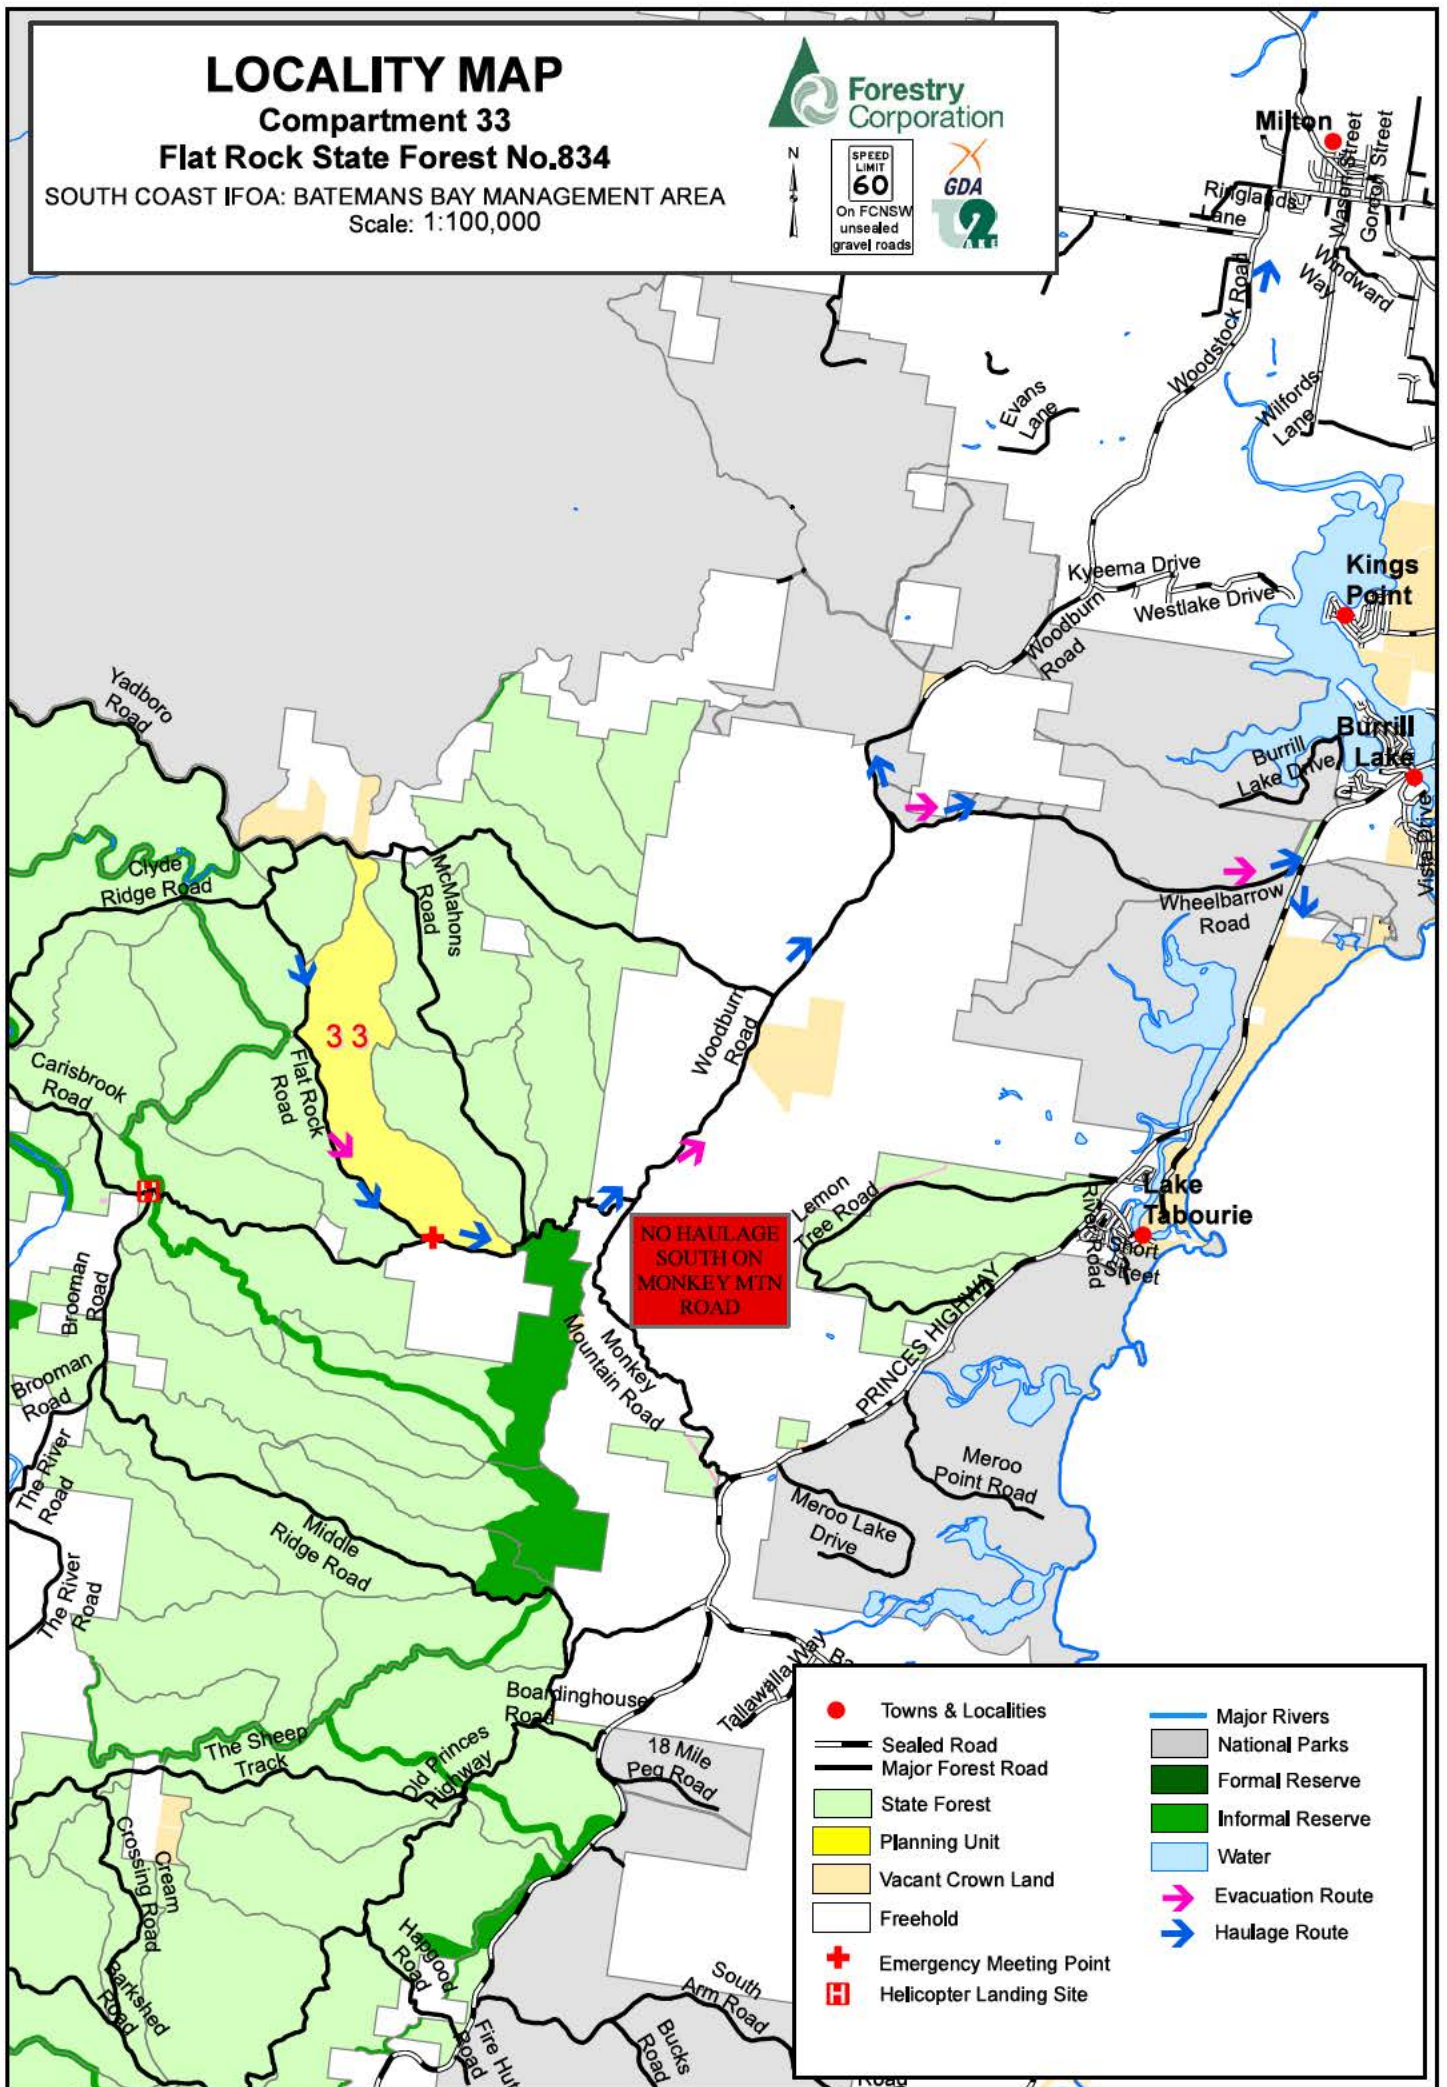 LOCALITY MAP
Compartment 33
Flat Rock State Forest No.834
SOUTH COAST IFOA: BATEMANS BAY MANAGEMENT AREA
Scale: 1:100,000
Forestry
Corporation
N
SPEED
LIMIT
60
On FCNSW
unsealed
gravel roads
GDA
Milton
Ringlands
Lane
Wason Street
Gordon Street
Windward
Way
Woodstock Road
Wilfords
Lane
Evans
Lane
Kyeema Drive
Westlake Drive
Woodburn
Road
Kings
Point
Burrill
Lake
Burrill
Lake Drive
Vista Drive
Yadboro
Road
Clyde
Ridge Road
McMahons
Road
Wheelbarrow
Road
33
Woodburn
Road
Flat Rock
Road
Carisbrook
Road
H
Lemon
Tree Road
Lake
Tabourie
River Road
Short
Street
NO HAULAGE
SOUTH ON
MONKEY MTN
ROAD
PRINCES HIGHWAY
Brooman
Road
Brooman
Road
Monkey
Mountain Road
The River
Road
Meroo
Point Road
Meroo Lake
Drive
Middle
Ridge Road
The River
Road
Tallawalla Way
Ba
Boardinghouse
Road
The Sheep
Track
Old Princes
Highway
18 Mile
Peg Road
Cream
Crossing Road
Hapgood
Road
Barkshed
Road
South
Arm Road
Fire Hut
Road
Bucks
Road
Road
Towns & Localities
Sealed Road
Major Forest Road
State Forest
Planning Unit
Vacant Crown Land
Freehold
Emergency Meeting Point
H
Helicopter Landing Site
Major Rivers
National Parks
Formal Reserve
Informal Reserve
Water
Evacuation Route
Haulage Route